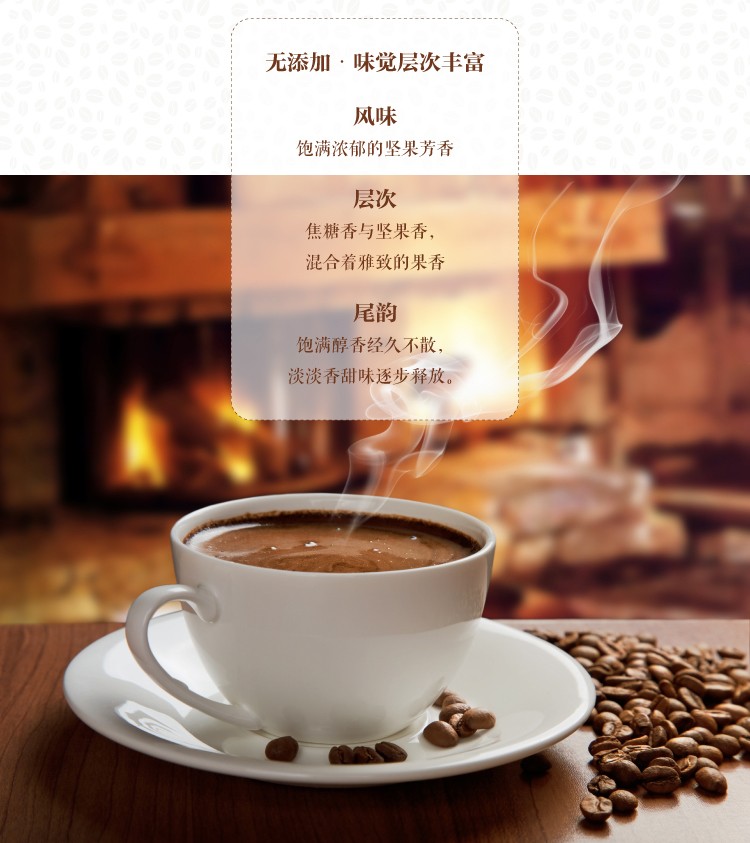 无添加 · 味觉层次丰富
风味
饱满浓郁的坚果芳香
层次
焦糖香与坚果香,
混合着雅致的果香
尾韵
饱满醇香经久不散,
淡淡香甜味逐步释放。